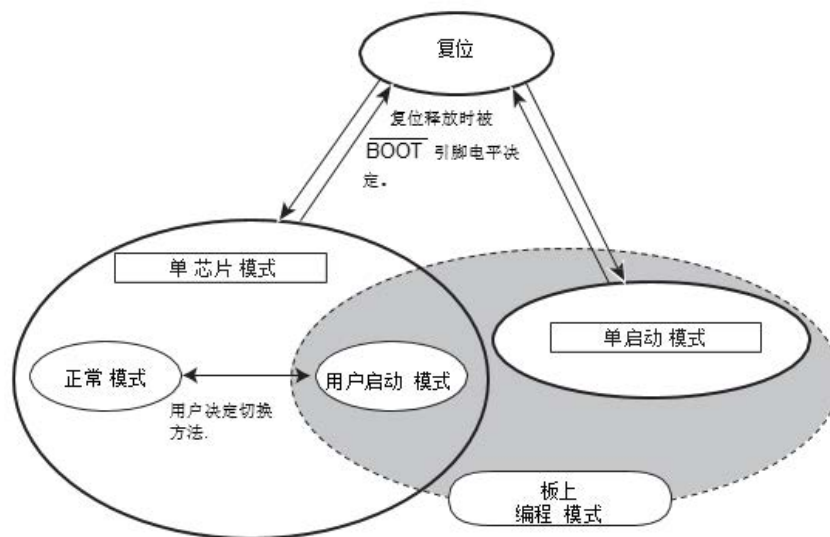 复位
复位释放时被
BOOT 引脚电平决
定。
单 芯片 模式
单启动 模式
正常 模式
用户启动 模式
用户决定切换
方法.
板上
编程 模式